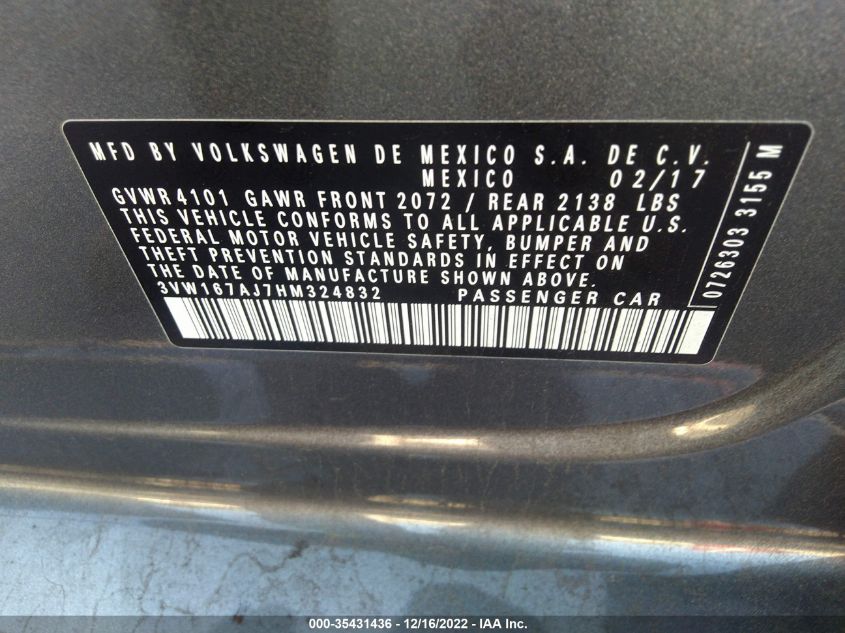 MFD BY VOLKSWAGEN DE MEXICO S.A. DE C.V.
MEXICO 02/17
GVWR 4101 GAWR FRONT 2072 / REAR 2138 LBS
THIS VEHICLE CONFORMS TO ALL APPLICABLE U.S.
FEDERAL MOTOR VEHICLE SAFETY, BUMPER AND
THEFT PREVENTION STANDARDS IN EFFECT ON
THE DATE OF MANUFACTURE SHOWN ABOVE.
3VW167AJ7HM324832 PASSENGER CAR
0726303 3155 M
000-35431436 - 12/16/2022 - IAA Inc.